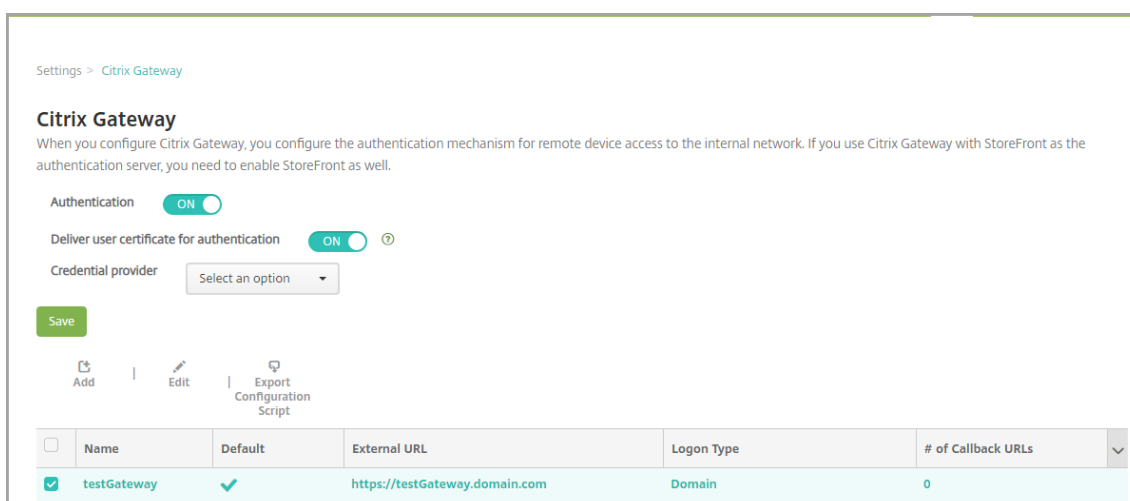 Settings > Citrix Gateway
Citrix Gateway
When you configure Citrix Gateway, you configure the authentication mechanism for remote device access to the internal network. If you use Citrix Gateway with StoreFront as the
authentication server, you need to enable StoreFront as well.
Authentication ON
Deliver user certificate for authentication ON ?
Credential provider Select an option
Save
Add | Edit | Export
Configuration
Script
Name Default External URL Logon Type # of Callback URLs
testGateway https://testGateway.domain.com Domain 0